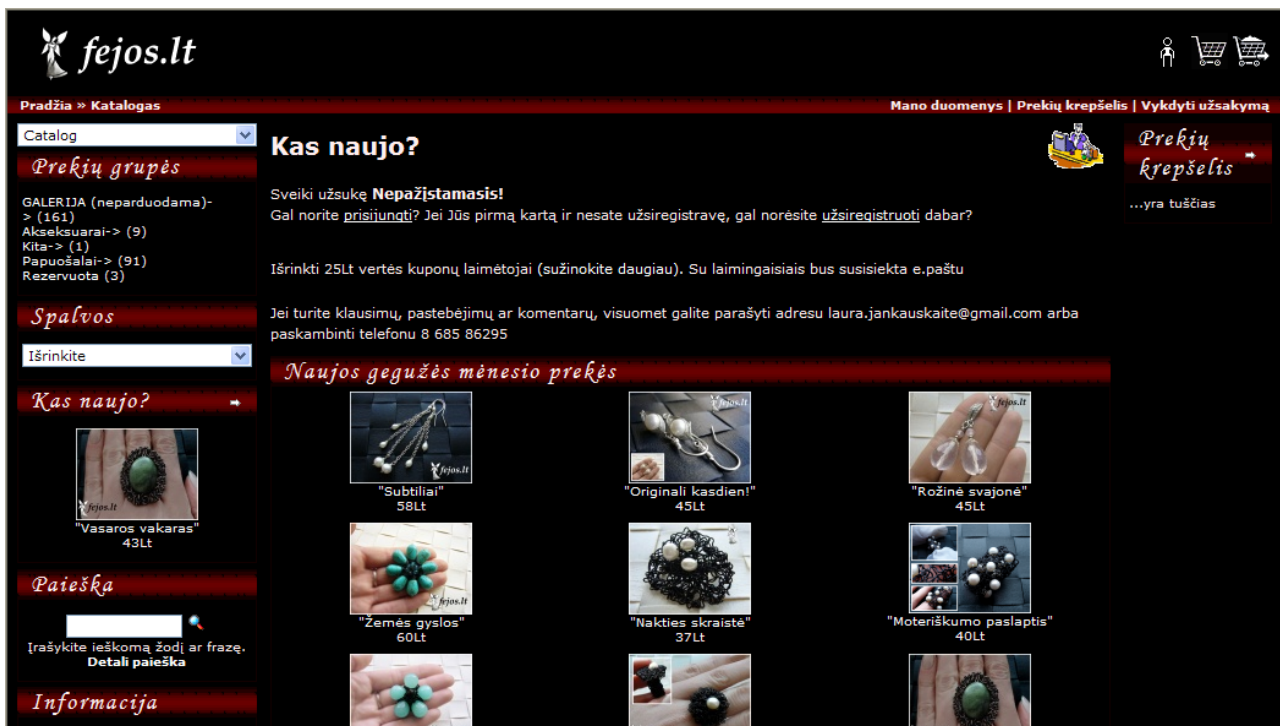 fejos.lt
Pradžia » Katalogas
Mano duomenys | Prekių krepšelis | Vykdyti užsakymą
Catalog
Prekių grupės
GALERIJA (neparduodama)-
> (161)
Akseksuarai-> (9)
Kita-> (1)
Papuošalai-> (91)
Rezervuota (3)
Spalvos
Išrinkite
Kas naujo?
fejos.lt
"Vasaros vakaras"
43Lt
Paieška
Įrašykite ieškomą žodį ar frazę.
Detali paieška
Informacija
Kas naujo?
Sveiki užsukę Nepažįstamasis!
Gal norite prisijungti? Jei Jūs pirmą kartą ir nesate užsiregistravę, gal norėsite užsiregistruoti dabar?
Išrinkti 25Lt vertės kuponų laimėtojai (sužinokite daugiau). Su laimingaisiais bus susisiekta e.paštu
Jei turite klausimų, pastebėjimų ar komentarų, visuomet galite parašyti adresu laura.jankauskaite@gmail.com arba
paskambinti telefonu 8 685 86295
Naujos gegužės mėnesio prekės
fejos.lt
fejos.lt
fejos.lt
"Subtiliai"
58Lt
"Originali kasdien!"
45Lt
"Rožinė svajonė"
45Lt
fejos.lt
"Žemės gyslos"
60Lt
"Nakties skraistė"
37Lt
"Moteriškumo paslaptis"
40Lt
Prekių
krepšelis
...yra tuščias